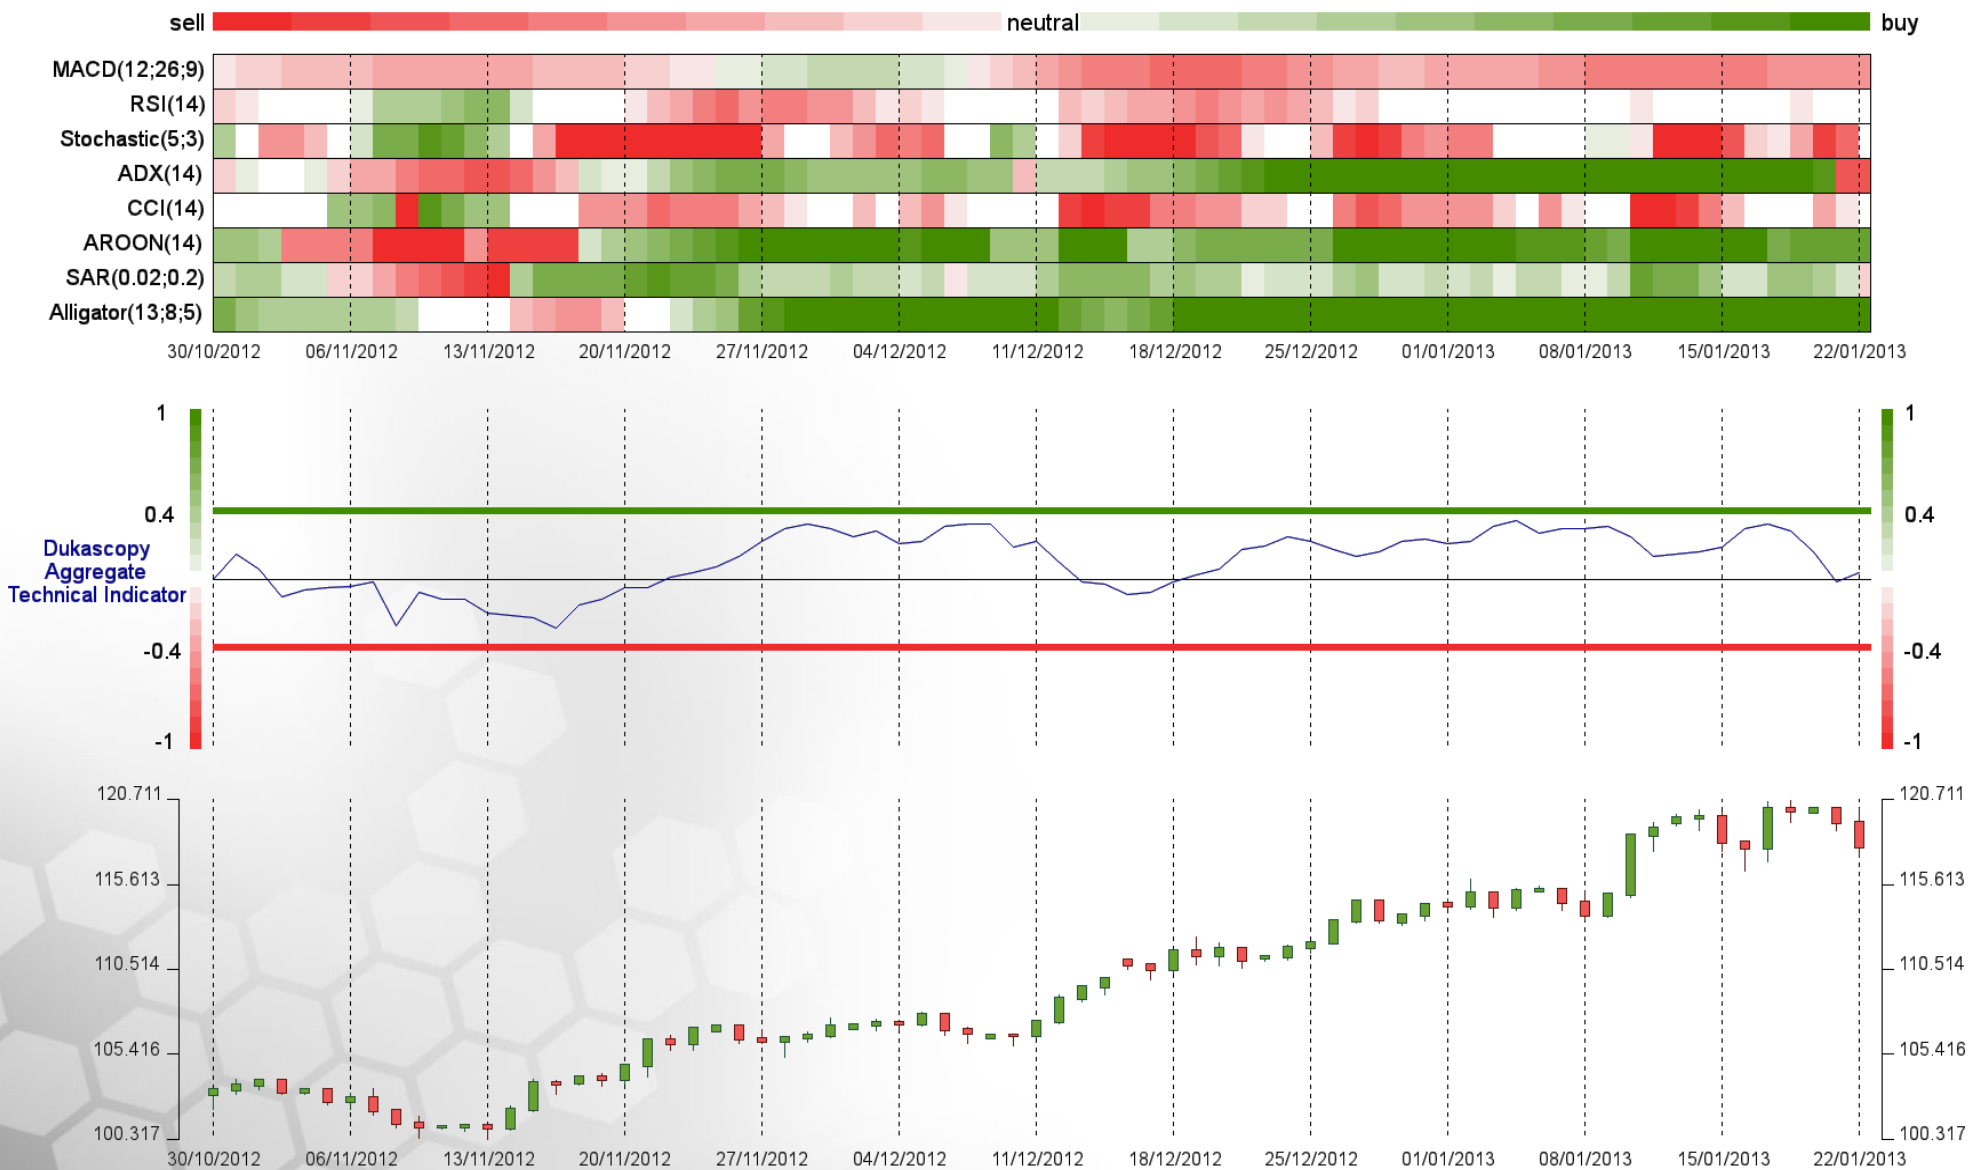 sell neutral buy
MACD(12;26;9)
RSI(14)
Stochastic(5;3)
ADX(14)
CCI(14)
AROON(14)
SAR(0.02;0.2)
Alligator(13;8;5)
30/10/2012 06/11/2012 13/11/2012 20/11/2012 27/11/2012 04/12/2012 11/12/2012 18/12/2012 25/12/2012 01/01/2013 08/01/2013 15/01/2013 22/01/2013
1 1
0.4 0.4
Dukascopy
Aggregate
Technical Indicator
-0.4 -0.4
-1 -1
120.711 120.711
115.613 115.613
110.514 110.514
105.416 105.416
100.317 100.317
30/10/2012 06/11/2012 13/11/2012 20/11/2012 27/11/2012 04/12/2012 11/12/2012 18/12/2012 25/12/2012 01/01/2013 08/01/2013 15/01/2013 22/01/2013